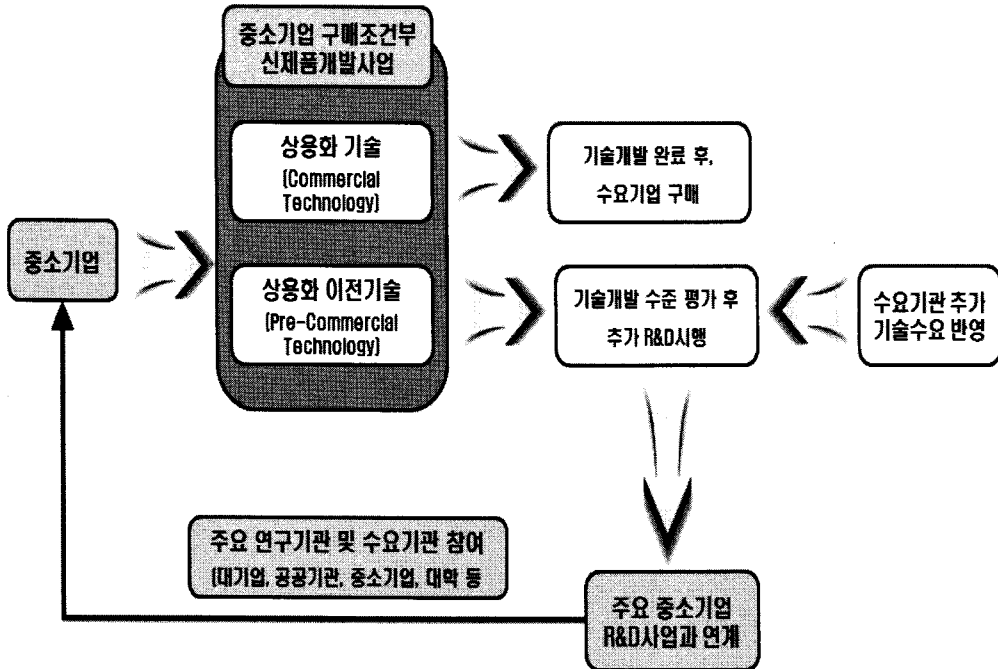 중소기업 구매조건부
신제품개발사업
상용화 기술
(Commercial
Technology)
기술개발 완료 후,
수요기업 구매
중소기업
상용화 이전기술
(Pre-Commercial
Technology)
기술개발 수준 평가 후
추가 R&D시행
수요기관 추가
기술수요 반영
주요 연구기관 및 수요기관 참여
(대기업, 공공기관, 중소기업, 대학 등
주요 중소기업
R&D사업과 연계